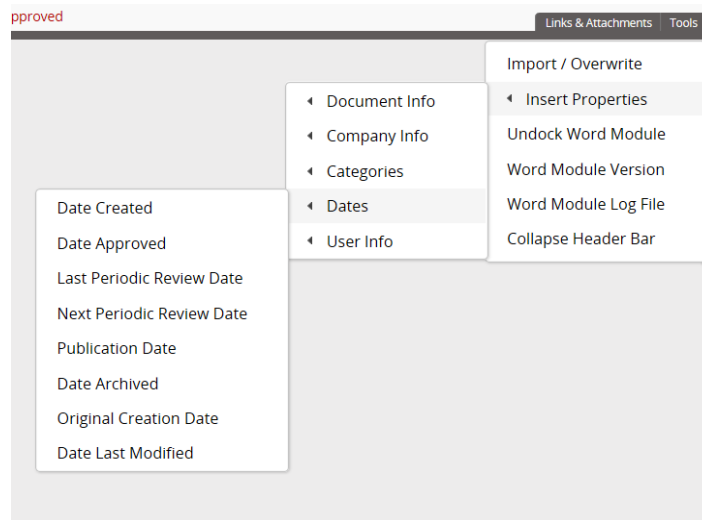 pproved
Links & Attachments
Tools
Import / Overwrite
Insert Properties
Undock Word Module
Word Module Version
Word Module Log File
Collapse Header Bar
Document Info
Company Info
Categories
Dates
User Info
Date Created
Date Approved
Last Periodic Review Date
Next Periodic Review Date
Publication Date
Date Archived
Original Creation Date
Date Last Modified